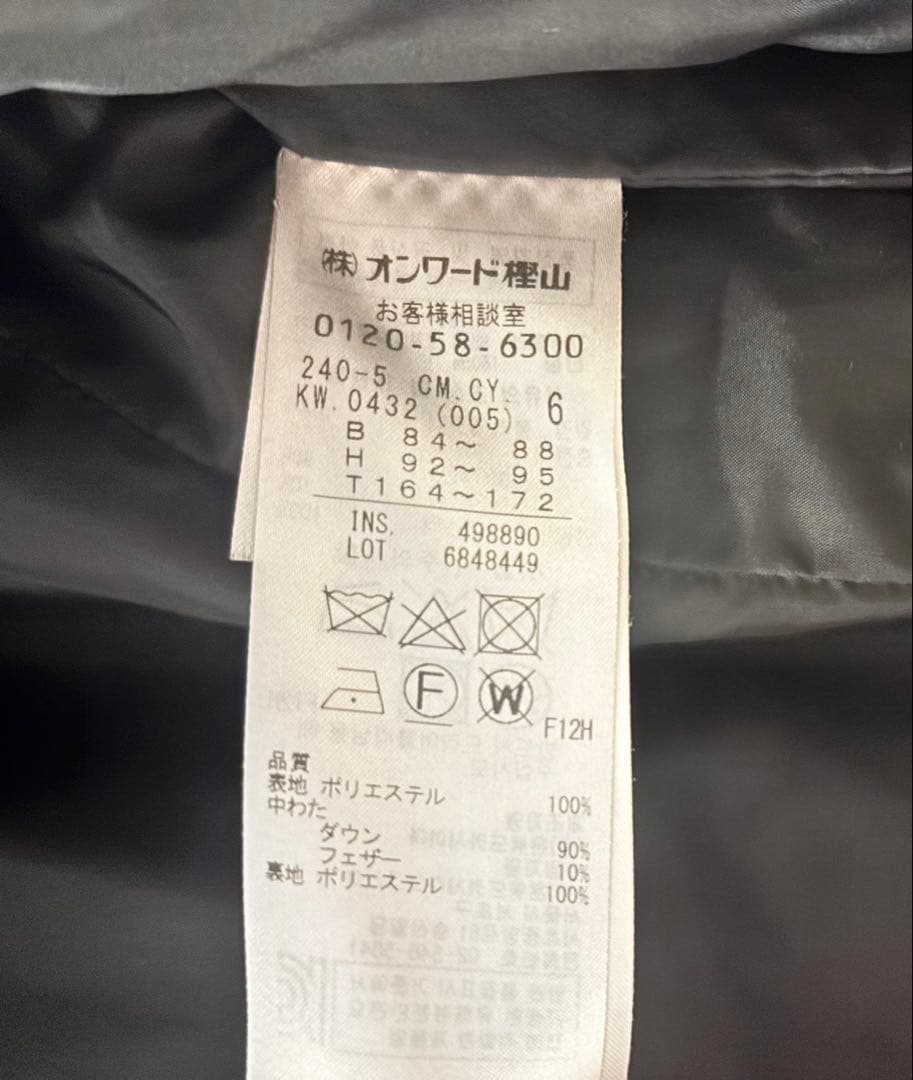 (株)オンワード樫山
お客様相談室
0120-58-6300
240-5 CM.CY. 6
KW.0432 (005)
B 84~ 88
H 92~ 95
T164~172
INS. 498890
LOT 6848449
F W
F12H
品質
表地 ポリエステル 100%
中わた
ダウン 90%
フェザー 10%
裏地 ポリエステル 100%